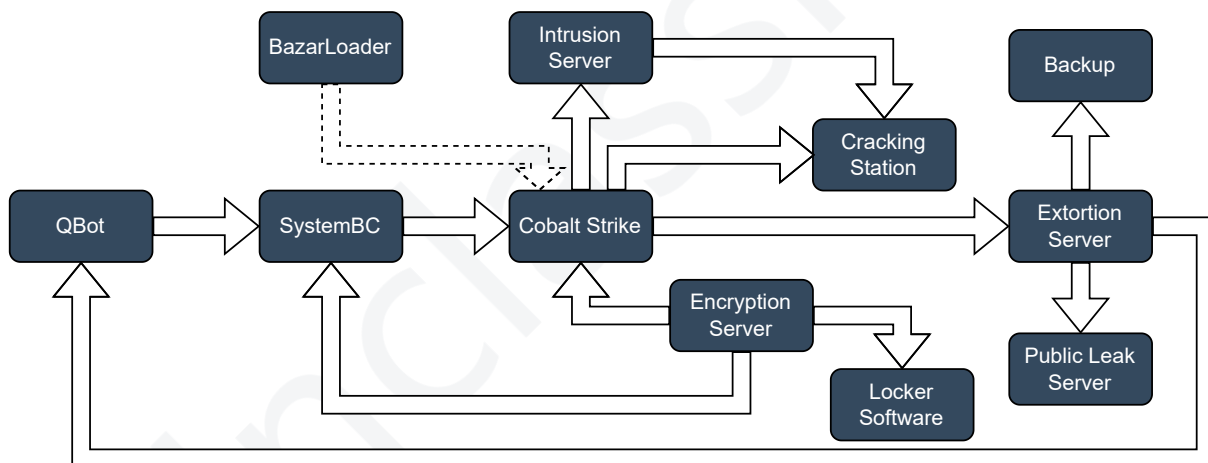 BazarLoader
Intrusion
Server
Backup
Cracking
Station
QBot
SystemBC
Cobalt Strike
Extortion
Server
Encryption
Server
Public Leak
Server
Locker
Software